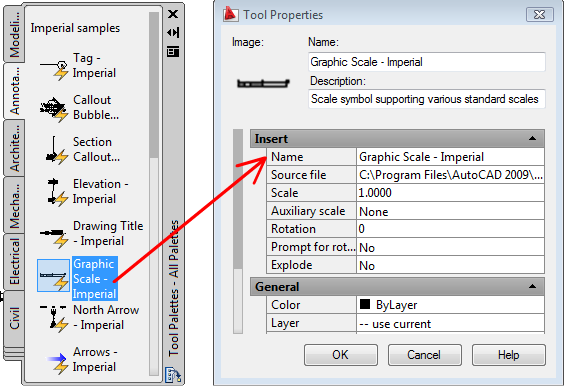 Imperial samples
Tag -
Imperial
Callout
Bubble...
Section
Callout...
Elevation -
Imperial
Drawing Title
- Imperial
Graphic
Scale -
Imperial
North Arrow
- Imperial
Arrows -
Imperial
Modeli...
Annota...
Archite...
Mecha...
Electrical
Civil
Tool Palettes - All Palettes
Tool Properties
Image:
Name:
Graphic Scale - Imperial
Description:
Scale symbol supporting various standard scales
Insert
Name Graphic Scale - Imperial
Source file C:\Program Files\AutoCAD 2009\...
Scale 1.0000
Auxiliary scale None
Rotation 0
Prompt for rot... No
Explode No
General
Color ByLayer
Layer -- use current
OK Cancel Help